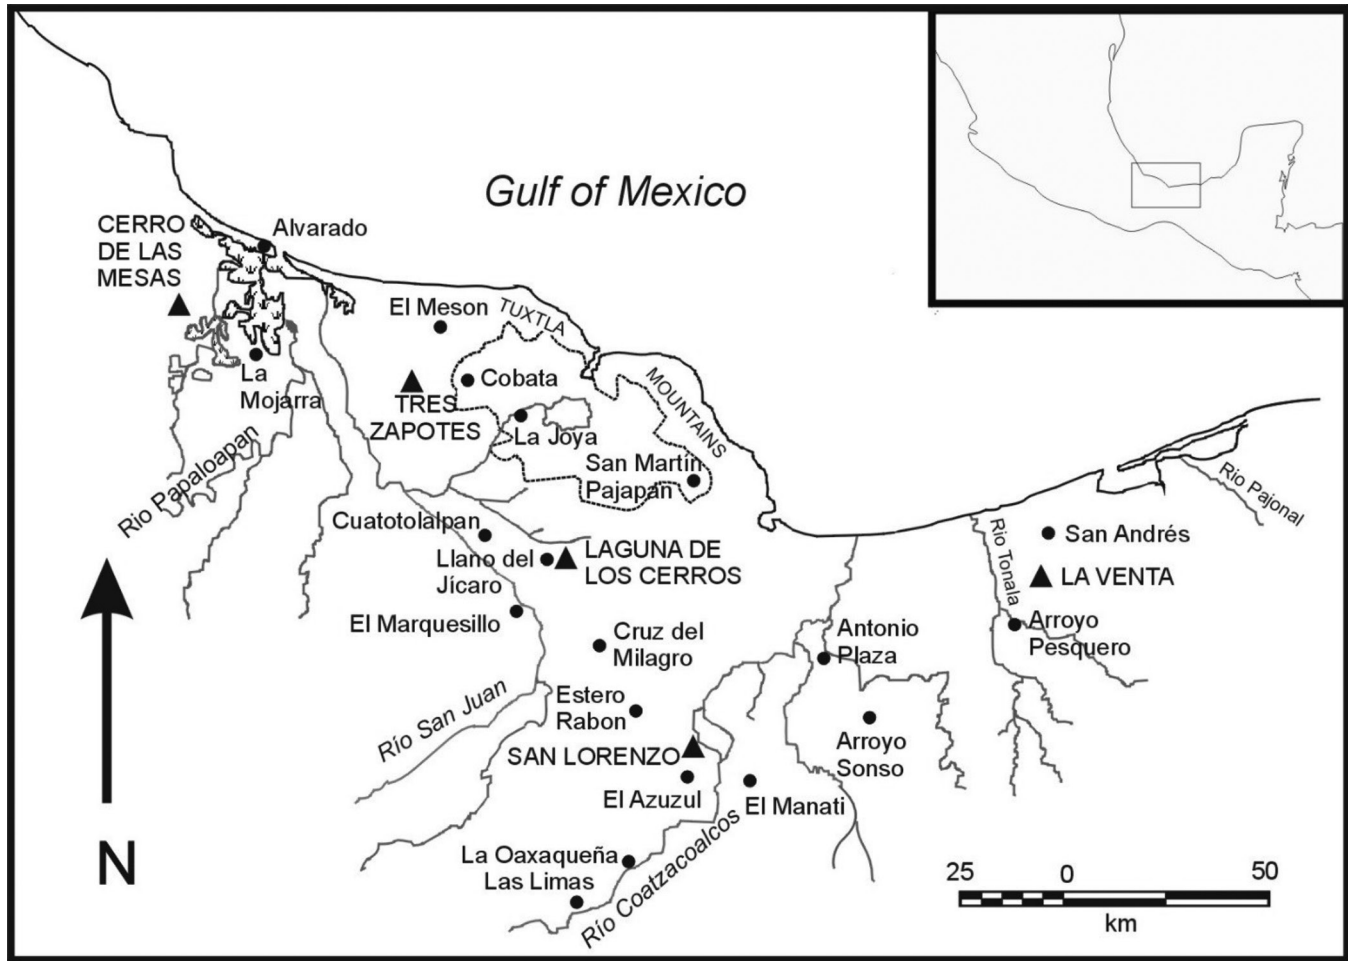 Gulf of Mexico
CERRO
DE LAS
MESAS
Alvarado
El Meson
TUXTLA
MOUNTAINS
La
Mojarra
Cobata
TRES
ZAPOTES
La Joya
San Martin
Pajapan
Rio Papaloapan
Cuatotolalpan
Llano del
Jícaro
LAGUNA DE
LOS CERROS
El Marquesillo
Cruz del
Milagro
Río San Juan
Estero
Rabon
SAN LORENZO
El Azuzul
El Manati
La Oaxaqueña
Las Limas
Río Coatzacoalcos
Antonio
Plaza
Arroyo
Sonso
Rio Tonala
Rio Pajonal
San Andrés
LA VENTA
Arroyo
Pesquero
N
25 0 50
km